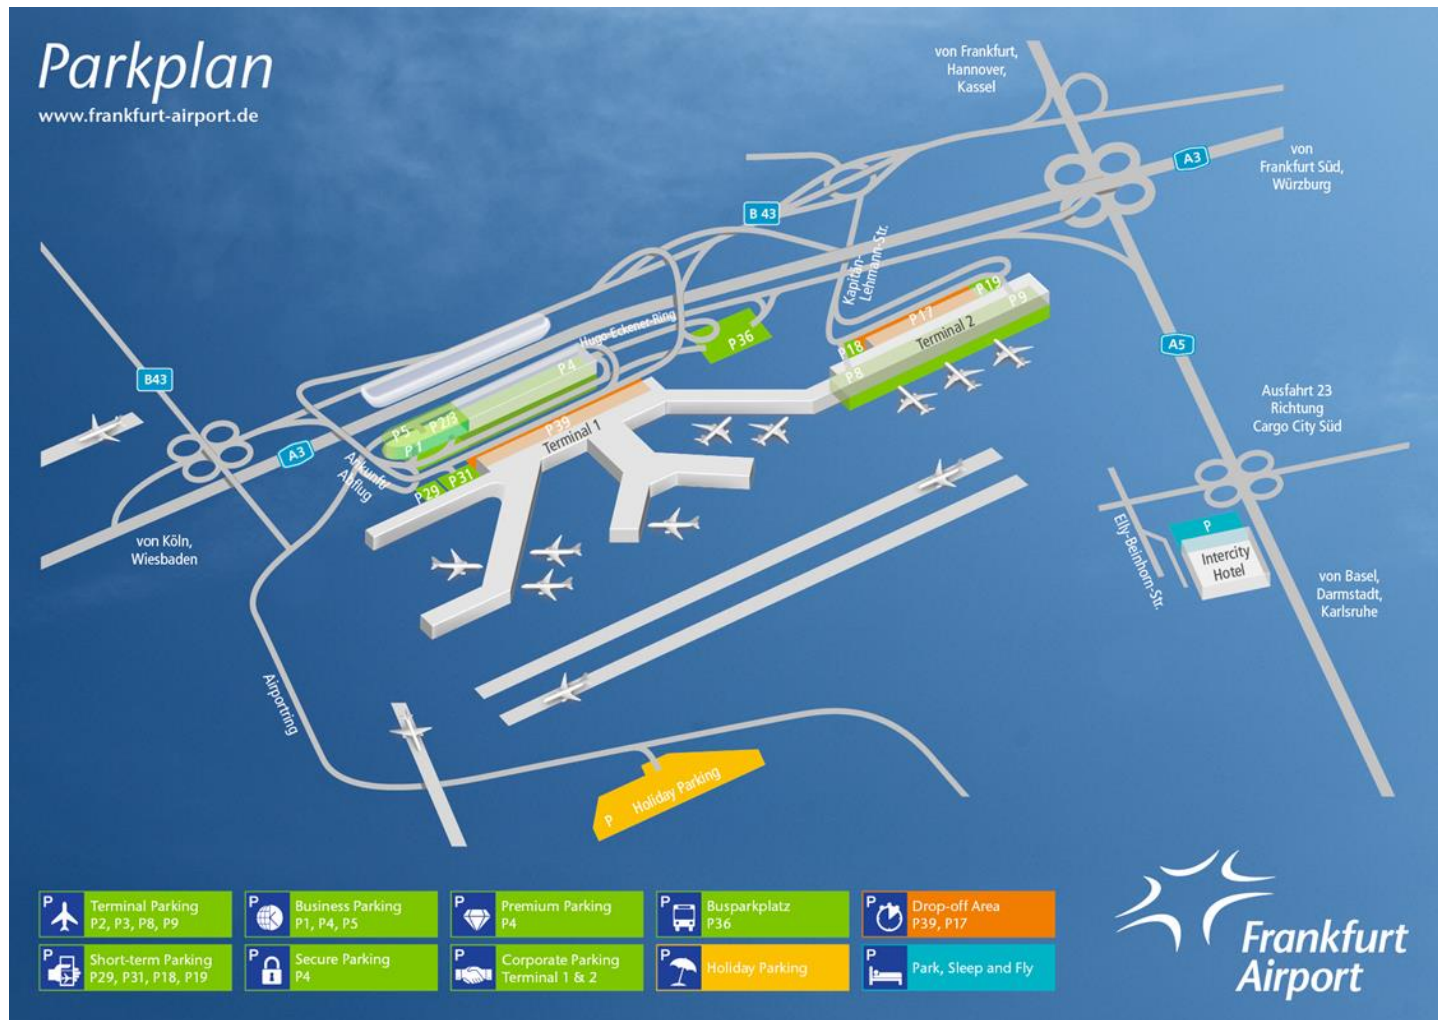 Parkplan
www.frankfurt-airport.de
von Frankfurt,
Hannover,
Kassel
A3
von
Frankfurt Süd,
Würzburg
B 43
Kapitän-
Lehmann-Str.
P19
P9
P17
Terminal 2
P18
P8
Hugo-Eckener-Ring
P36
P4
A5
B43
P5
P2/3
P1
P39
Terminal 1
A3
Ankunft/
Abflug
P29
P31
Ausfahrt 23
Richtung
Cargo City Süd
von Köln,
Wiesbaden
P
Intercity
Hotel
Elly-Beinhorn-Str.
von Basel,
Darmstadt,
Karlsruhe
Airportring
P Holiday Parking
P
Terminal Parking
P2, P3, P8, P9
P
Business Parking
P1, P4, P5
P
Premium Parking
P4
P
Busparkplatz
P36
P
Drop-off Area
P39, P17
P
Short-term Parking
P29, P31, P18, P19
P
Secure Parking
P4
P
Corporate Parking
Terminal 1 & 2
P
Holiday Parking
P
Park, Sleep and Fly
Frankfurt
Airport